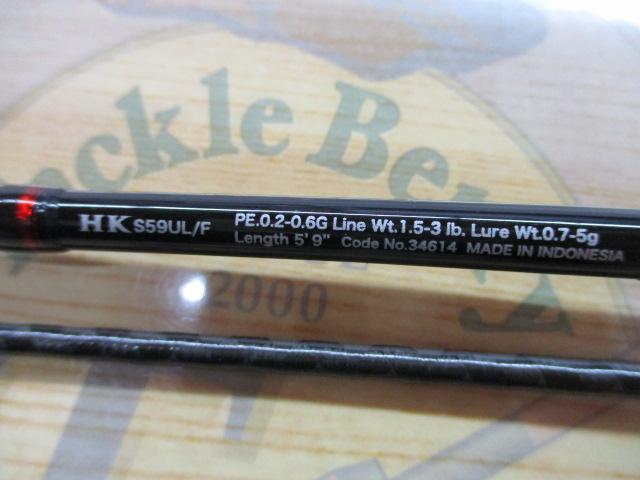 ackle Be
HK S59UL/F PE.0.2-0.6G Line Wt.1.5-3 lb. Lure Wt.0.7-5g
Length 5'9" Code No.34614 MADE IN INDONESIA
2000